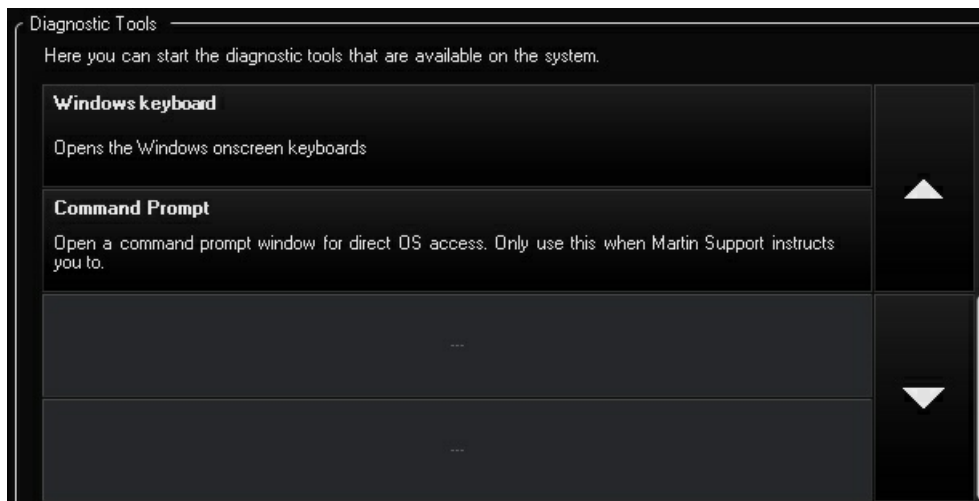 Diagnostic Tools
Here you can start the diagnostic tools that are available on the system.
Windows keyboard
Opens the Windows onscreen keyboards
Command Prompt
Open a command prompt window for direct OS access. Only use this when Martin Support instructs
you to.
---
---